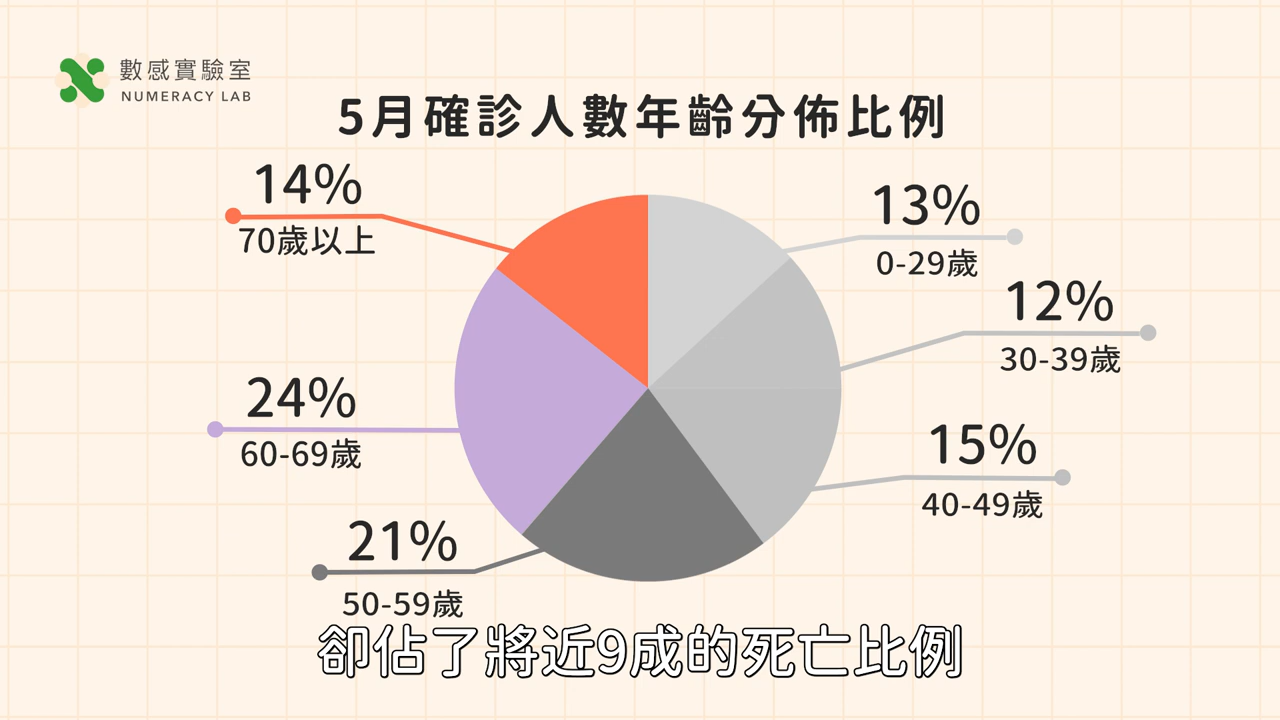 數感實驗室
NUMERACY LAB
5月確診人數年齡分佈比例
14%
70歲以上
13%
0-29歲
12%
30-39歲
24%
60-69歲
15%
40-49歲
21%
50-59歲
卻佔了將近9成的死亡比例